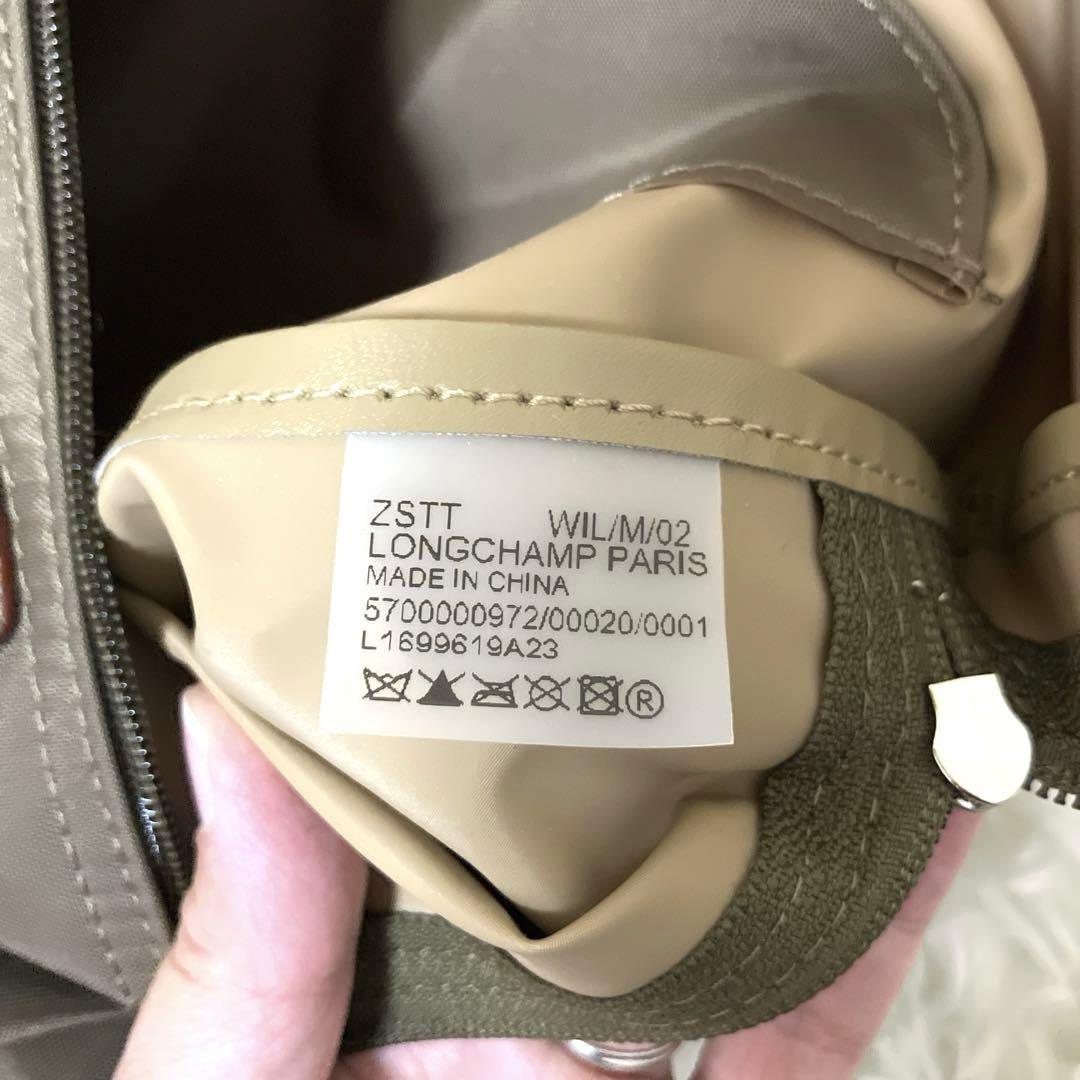 ZSTT WIL/M/02
LONGCHAMP PARIS
MADE IN CHINA
5700000972/00020/0001
L1699619A23
®